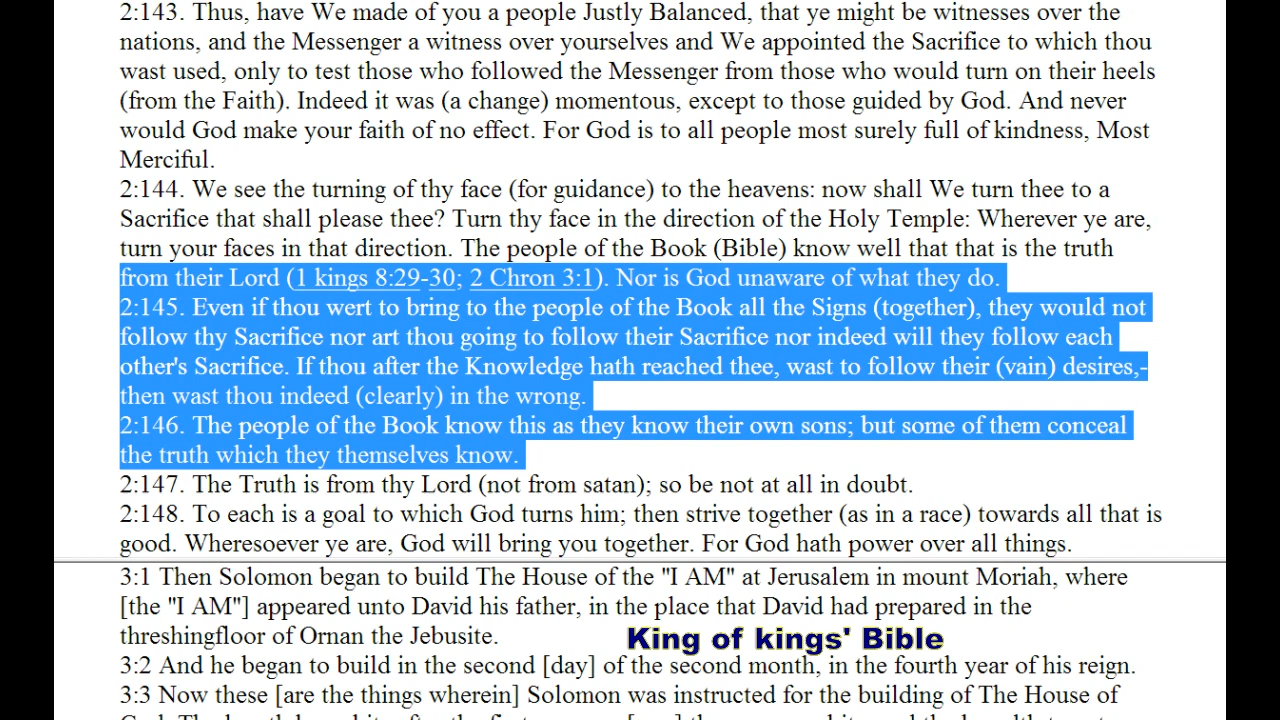 2:143. Thus, have We made of you a people Justly Balanced, that ye might be witnesses over the
nations, and the Messenger a witness over yourselves and We appointed the Sacrifice to which thou
wast used, only to test those who followed the Messenger from those who would turn on their heels
(from the Faith). Indeed it was (a change) momentous, except to those guided by God. And never
would God make your faith of no effect. For God is to all people most surely full of kindness, Most
Merciful.
2:144. We see the turning of thy face (for guidance) to the heavens: now shall We turn thee to a
Sacrifice that shall please thee? Turn thy face in the direction of the Holy Temple: Wherever ye are,
turn your faces in that direction. The people of the Book (Bible) know well that that is the truth
from their Lord (1 kings 8:29-30; 2 Chron 3:1). Nor is God unaware of what they do.
2:145. Even if thou wert to bring to the people of the Book all the Signs (together), they would not
follow thy Sacrifice nor art thou going to follow their Sacrifice nor indeed will they follow each
other's Sacrifice. If thou after the Knowledge hath reached thee, wast to follow their (vain) desires,-
then wast thou indeed (clearly) in the wrong.
2:146. The people of the Book know this as they know their own sons; but some of them conceal
the truth which they themselves know.
2:147. The Truth is from thy Lord (not from satan); so be not at all in doubt.
2:148. To each is a goal to which God turns him; then strive together (as in a race) towards all that is
good. Wheresoever ye are, God will bring you together. For God hath power over all things.
3:1 Then Solomon began to build The House of the "I AM" at Jerusalem in mount Moriah, where
[the "I AM"] appeared unto David his father, in the place that David had prepared in the
threshingfloor of Ornan the Jebusite.
King of kings' Bible
3:2 And he began to build in the second [day] of the second month, in the fourth year of his reign.
3:3 Now these [are the things wherein] Solomon was instructed for the building of The House of